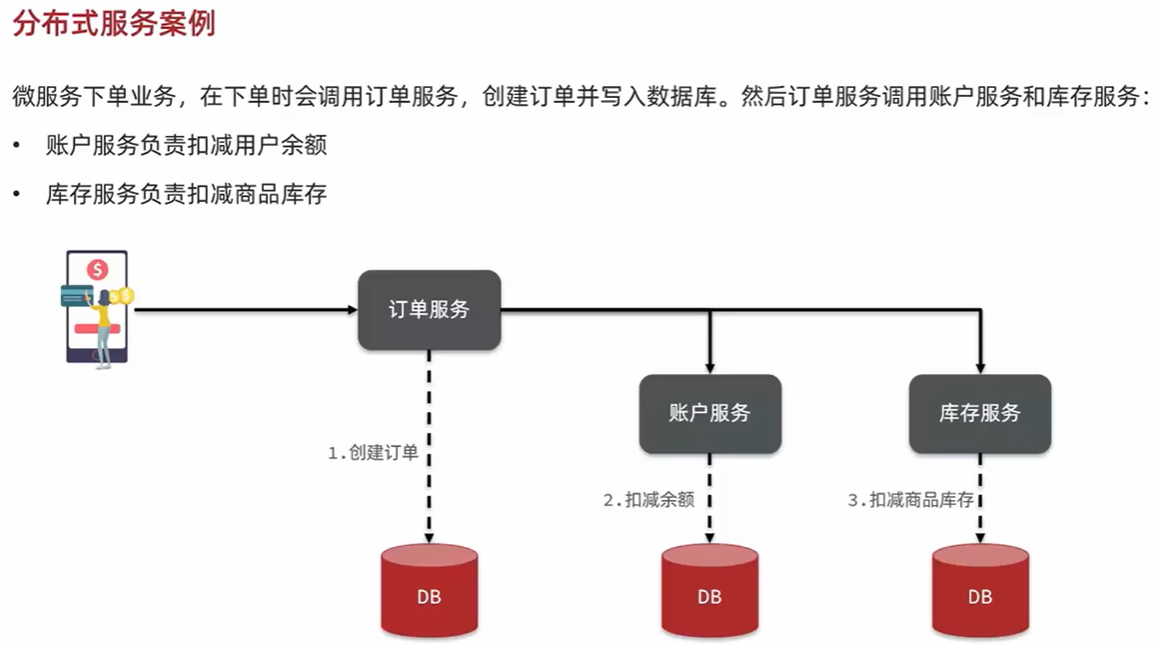 分布式服务案例
微服务下单业务，在下单时会调用订单服务，创建订单并写入数据库。然后订单服务调用账户服务和库存服务：
• 账户服务负责扣减用户余额
• 库存服务负责扣减商品库存
$
$
$
订单服务
账户服务
库存服务
1.创建订单
2.扣减余额
3.扣减商品库存
DB
DB
DB